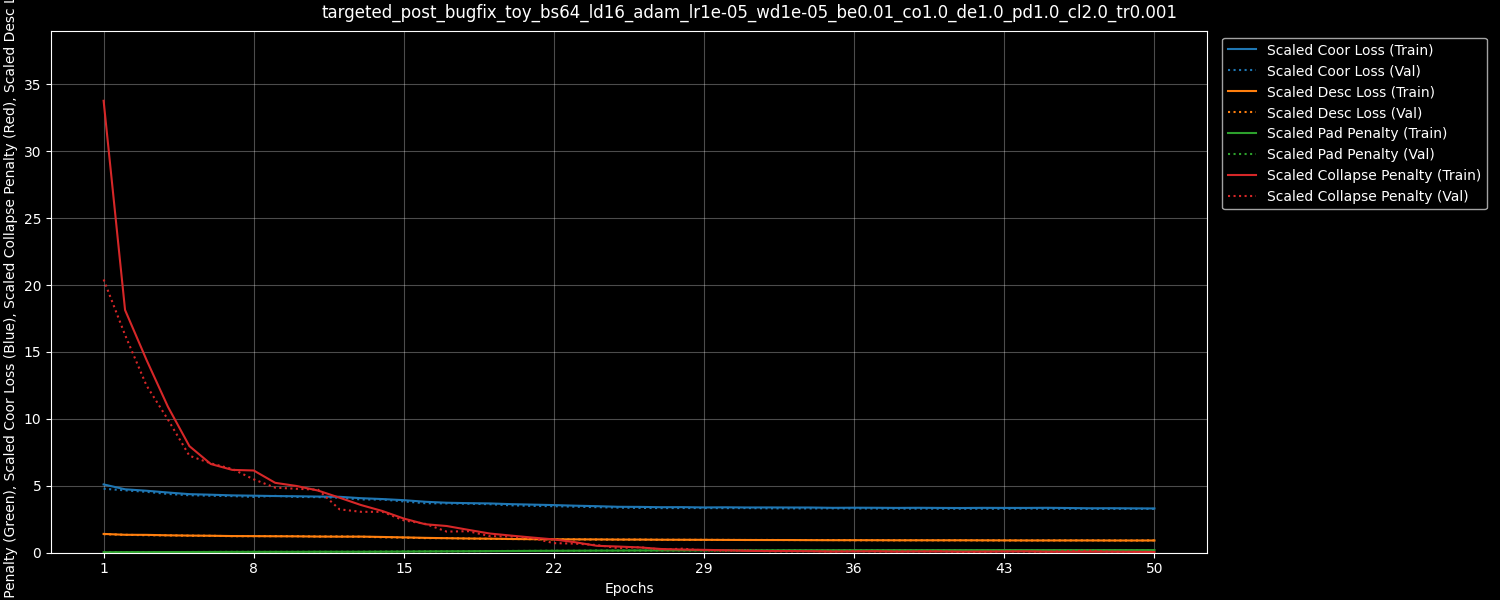 targeted_post_bugfix_toy_bs64_ld16_adam_lr1e-05_wd1e-05_be0.01_co1.0_de1.0_pd1.0_cl2.0_tr0.001
Penalty (Green), Scaled Coor Loss (Blue), Scaled Collapse Penalty (Red), Scaled Desc
35
30
25
20
15
10
5
0
1
8
15
22
29
36
43
50
Epochs
Scaled Coor Loss (Train)
Scaled Coor Loss (Val)
Scaled Desc Loss (Train)
Scaled Desc Loss (Val)
Scaled Pad Penalty (Train)
Scaled Pad Penalty (Val)
Scaled Collapse Penalty (Train)
Scaled Collapse Penalty (Val)